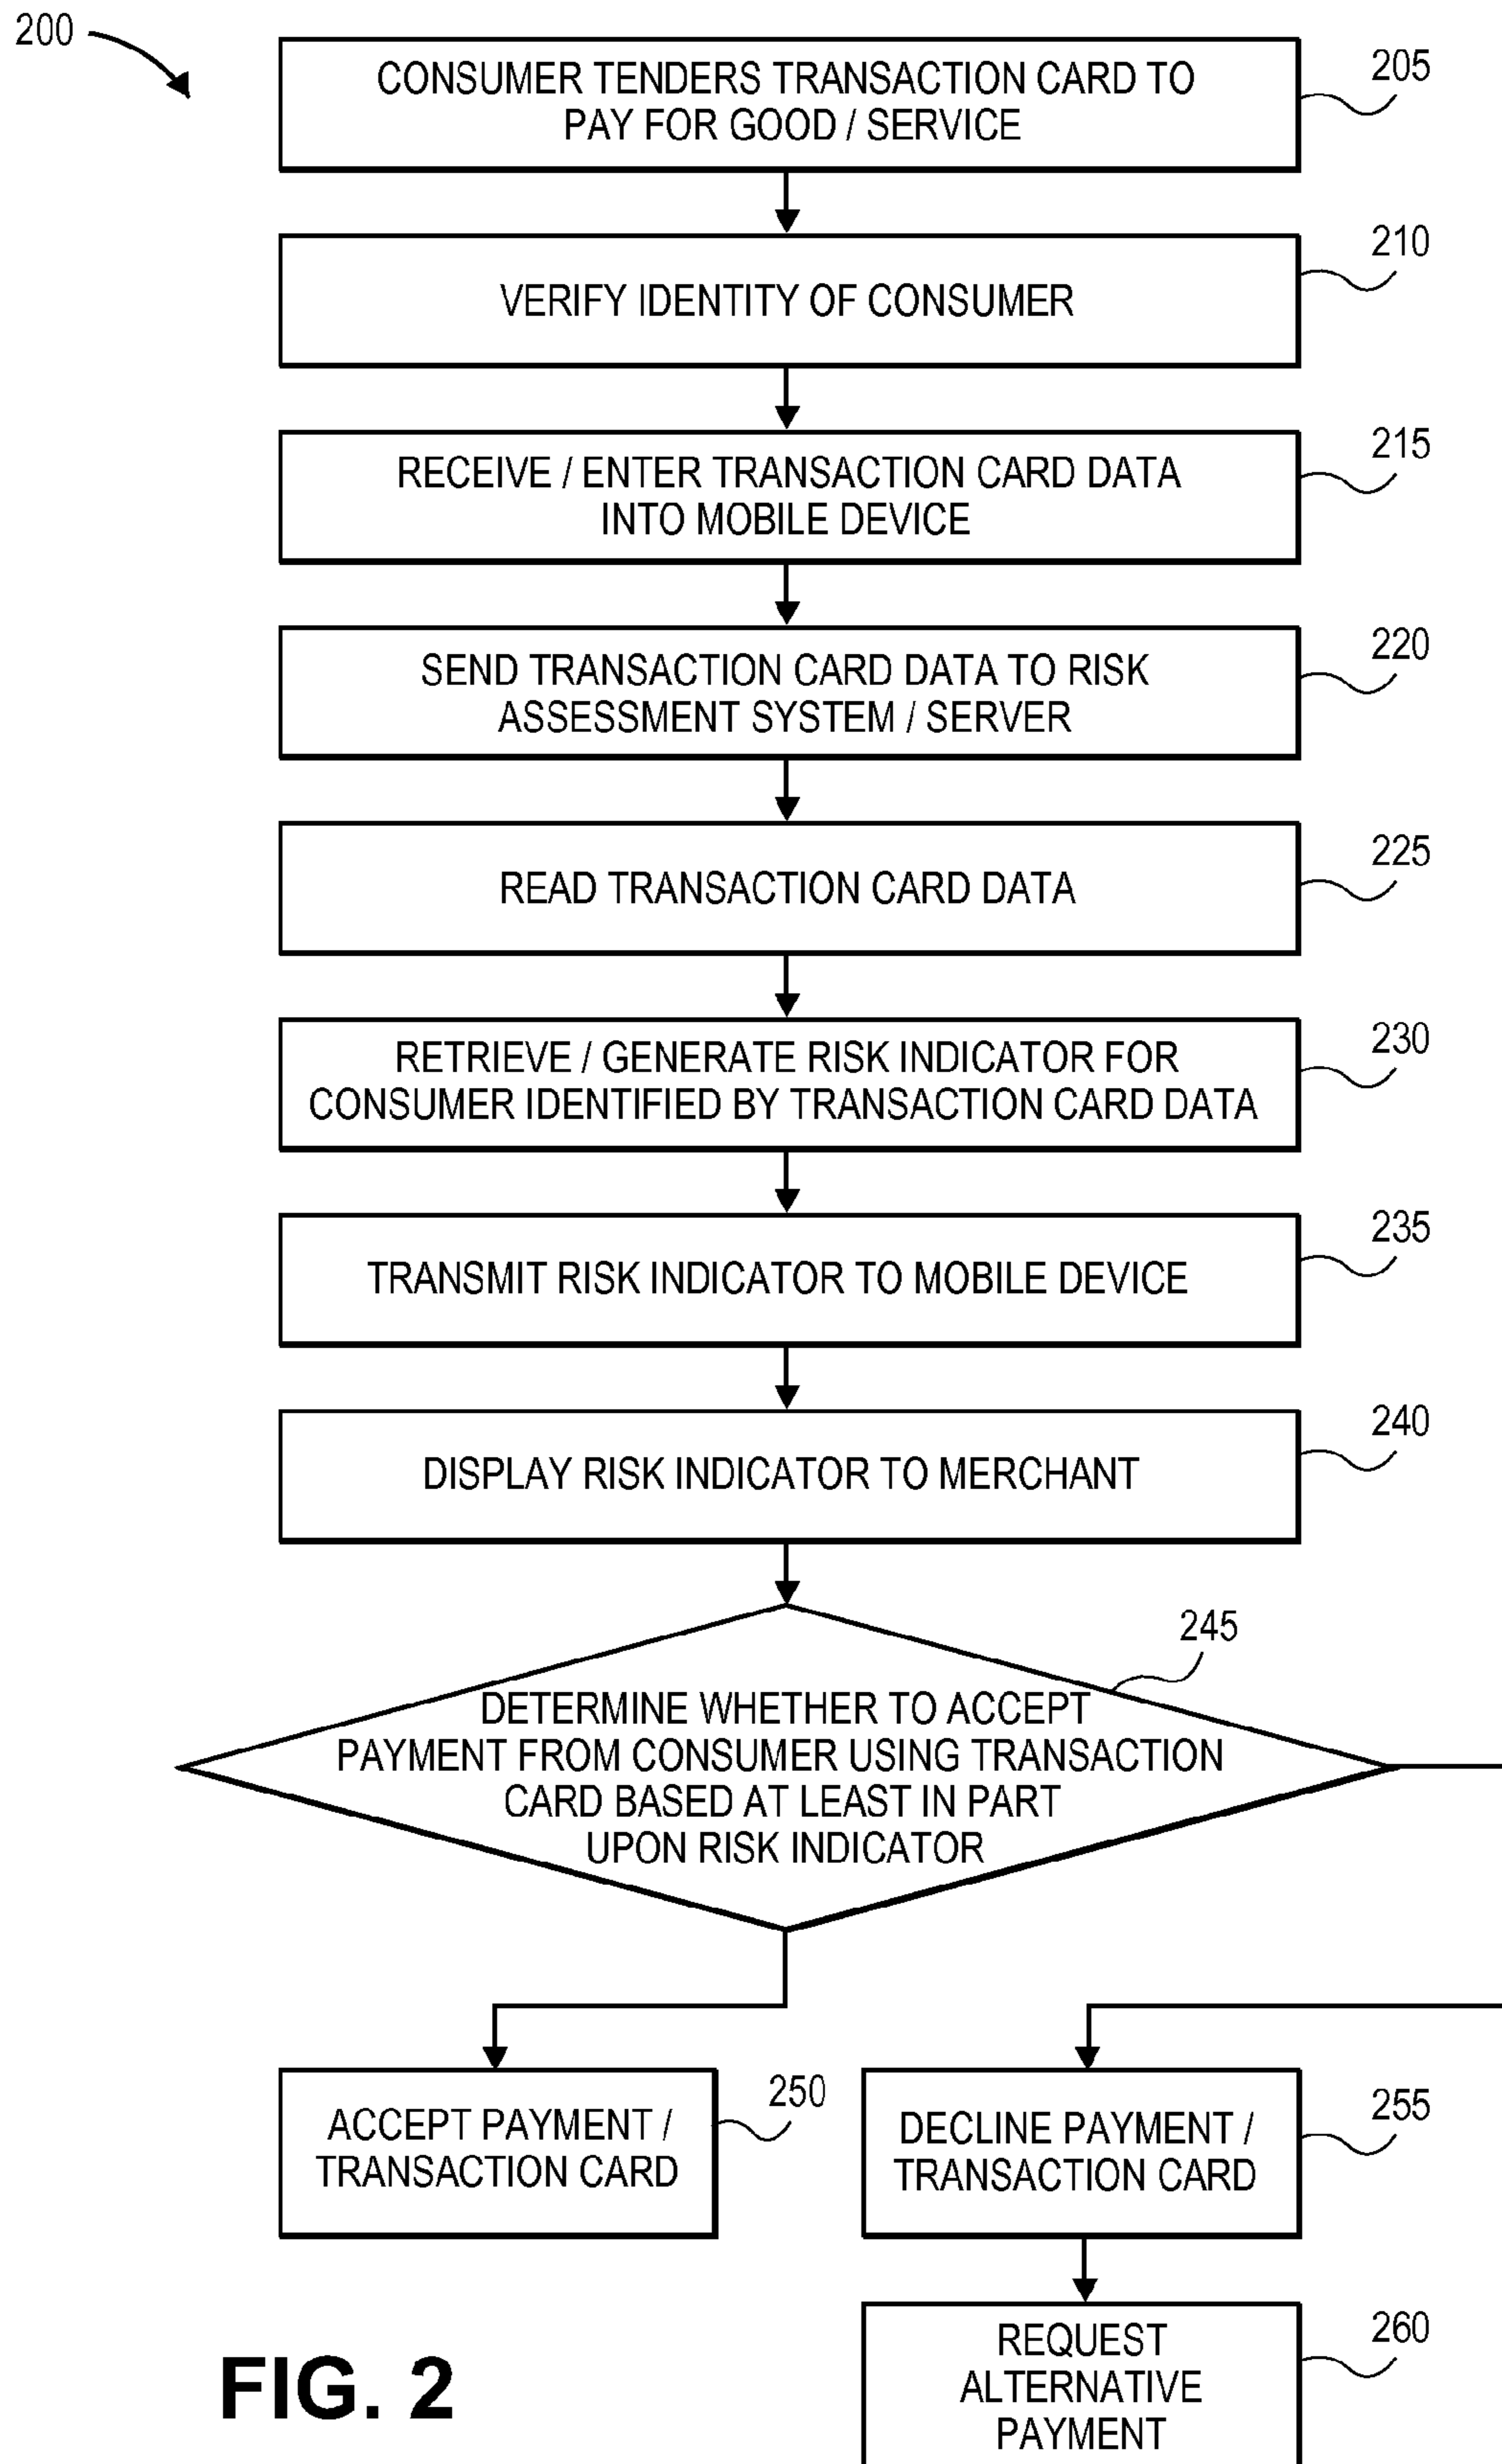 200
CONSUMER TENDERS TRANSACTION CARD TO
PAY FOR GOOD / SERVICE
205
VERIFY IDENTITY OF CONSUMER
210
RECEIVE / ENTER TRANSACTION CARD DATA
INTO MOBILE DEVICE
215
SEND TRANSACTION CARD DATA TO RISK
ASSESSMENT SYSTEM / SERVER
220
READ TRANSACTION CARD DATA
225
RETRIEVE / GENERATE RISK INDICATOR FOR
CONSUMER IDENTIFIED BY TRANSACTION CARD DATA
230
TRANSMIT RISK INDICATOR TO MOBILE DEVICE
235
DISPLAY RISK INDICATOR TO MERCHANT
240
245
DETERMINE WHETHER TO ACCEPT
PAYMENT FROM CONSUMER USING TRANSACTION
CARD BASED AT LEAST IN PART
UPON RISK INDICATOR
ACCEPT PAYMENT /
TRANSACTION CARD
250
DECLINE PAYMENT /
TRANSACTION CARD
255
REQUEST
ALTERNATIVE
PAYMENT
260
FIG. 2